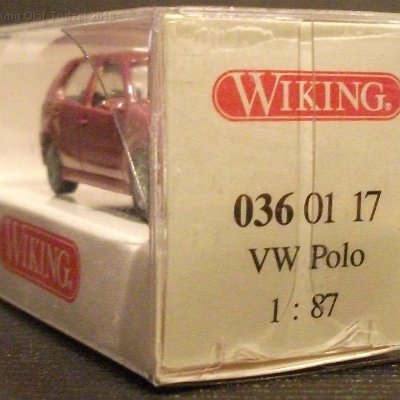 WIKING®
036 01 17
VW Polo
1 : 87
WIKING®